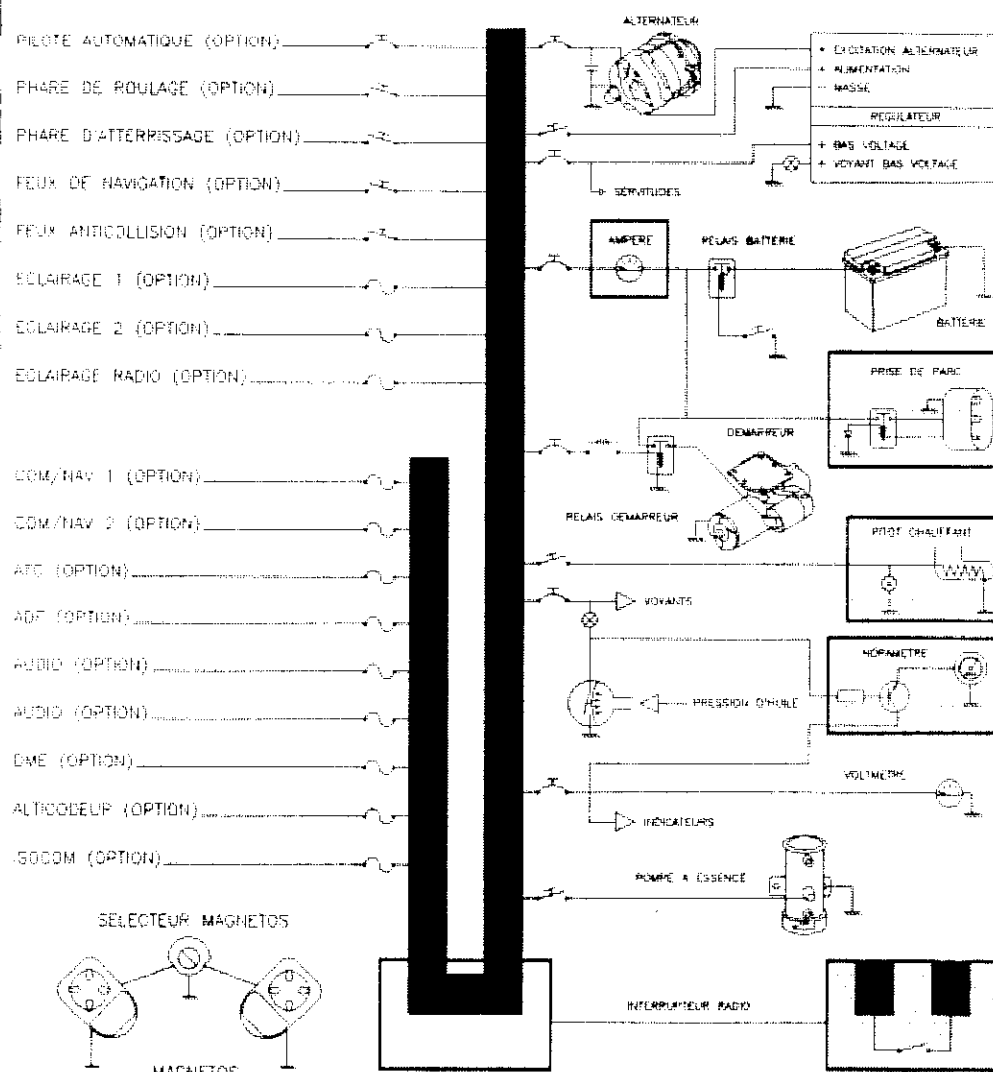 PILOTE AUTOMATIQUE (OPTION)
PHARE DE ROULAGE (OPTION)
PHARE D'ATTERRISSAGE (OPTION)
FEUX DE NAVIGATION (OPTION)
FEUX ANTICOLLISION (OPTION)
ECLAIRAGE 1 (OPTION)
ECLAIRAGE 2 (OPTION)
ECLAIRAGE RADIO (OPTION)
COM/NAV 1 (OPTION)
COM/NAV 2 (OPTION)
ATC (OPTION)
ADF (OPTION)
AUDIO (OPTION)
AUDIO (OPTION)
DME (OPTION)
ALTICODEUR (OPTION)
ISOCOM (OPTION)
SELECTEUR MAGNETOS
MAGNETOS
ALTERNATEUR
+ EXCITATION ALTERNATEUR
+ ALIMENTATION
- MASSE
REGULATEUR
+ BAS VOLTAGE
+ VOYANT BAS VOLTAGE
SERVITUDES
AMPERE
RELAIS BATTERIE
BATTERIE
PRISE DE PARC
DEMARREUR
RELAIS DEMARREUR
PITOT CHAUFFANT
VOYANTS
HORAMETRE
PRESSION D'HUILE
VOLTMETRE
INDICATEURS
POMPE A ESSENCE
INTERRUPTEUR RADIO